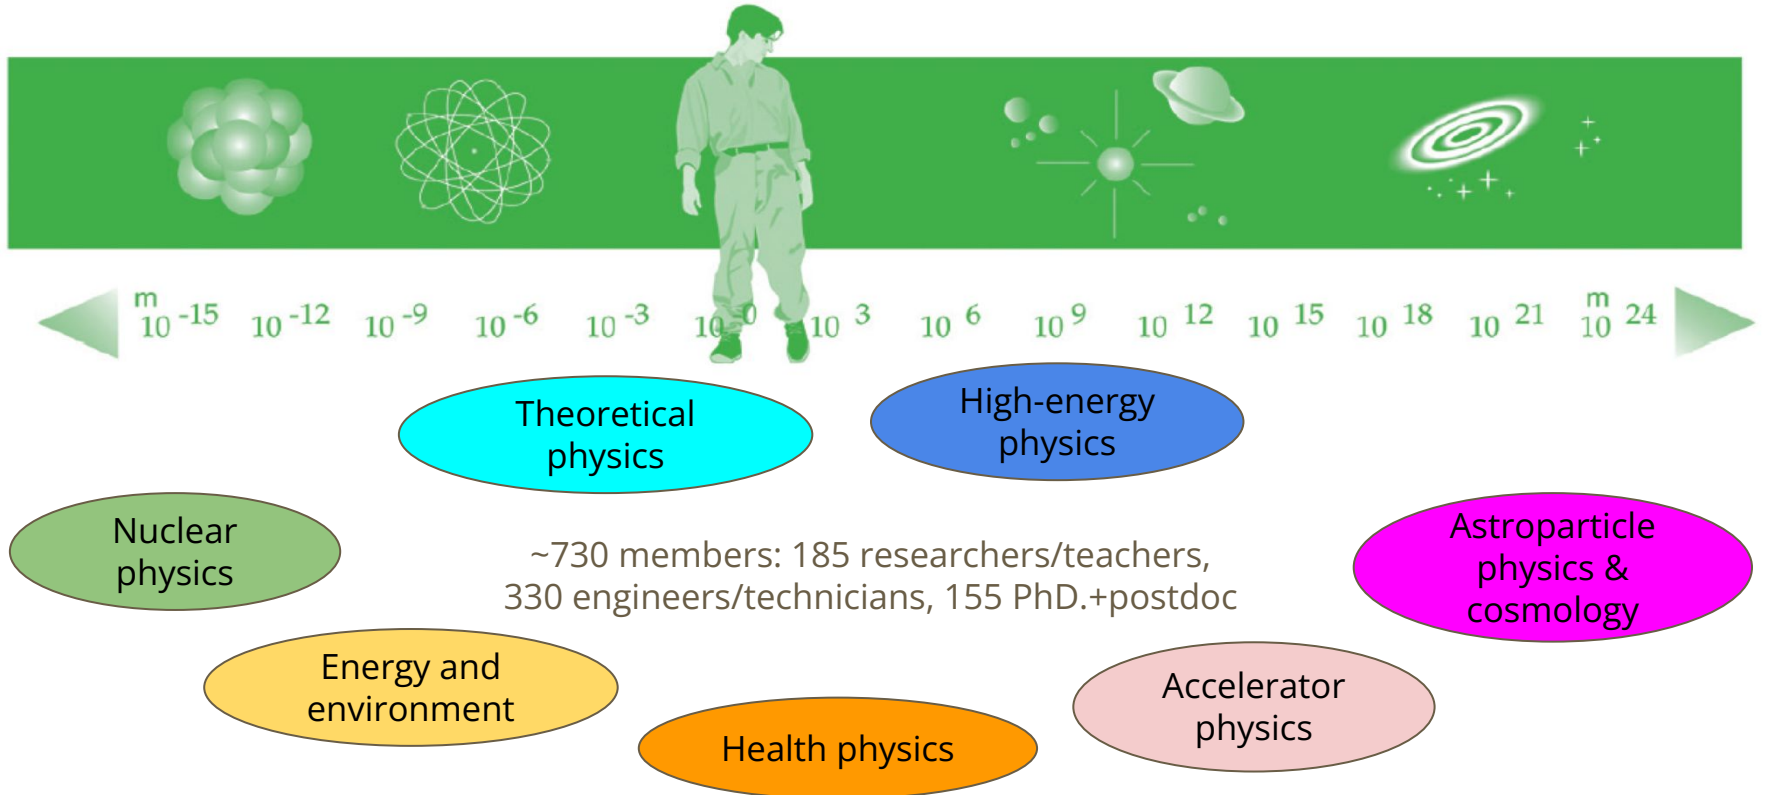 m m
10 -15 10 -12 10 -9 10 -6 10 -3 10 0 10 3 10 6 10 9 10 12 10 15 10 18 10 21 10 24
Theoretical
physics
High-energy
physics
Nuclear
physics
~730 members: 185 researchers/teachers,
330 engineers/technicians, 155 PhD.+postdoc
Astroparticle
physics &
cosmology
Energy and
environment
Health physics
Accelerator
physics